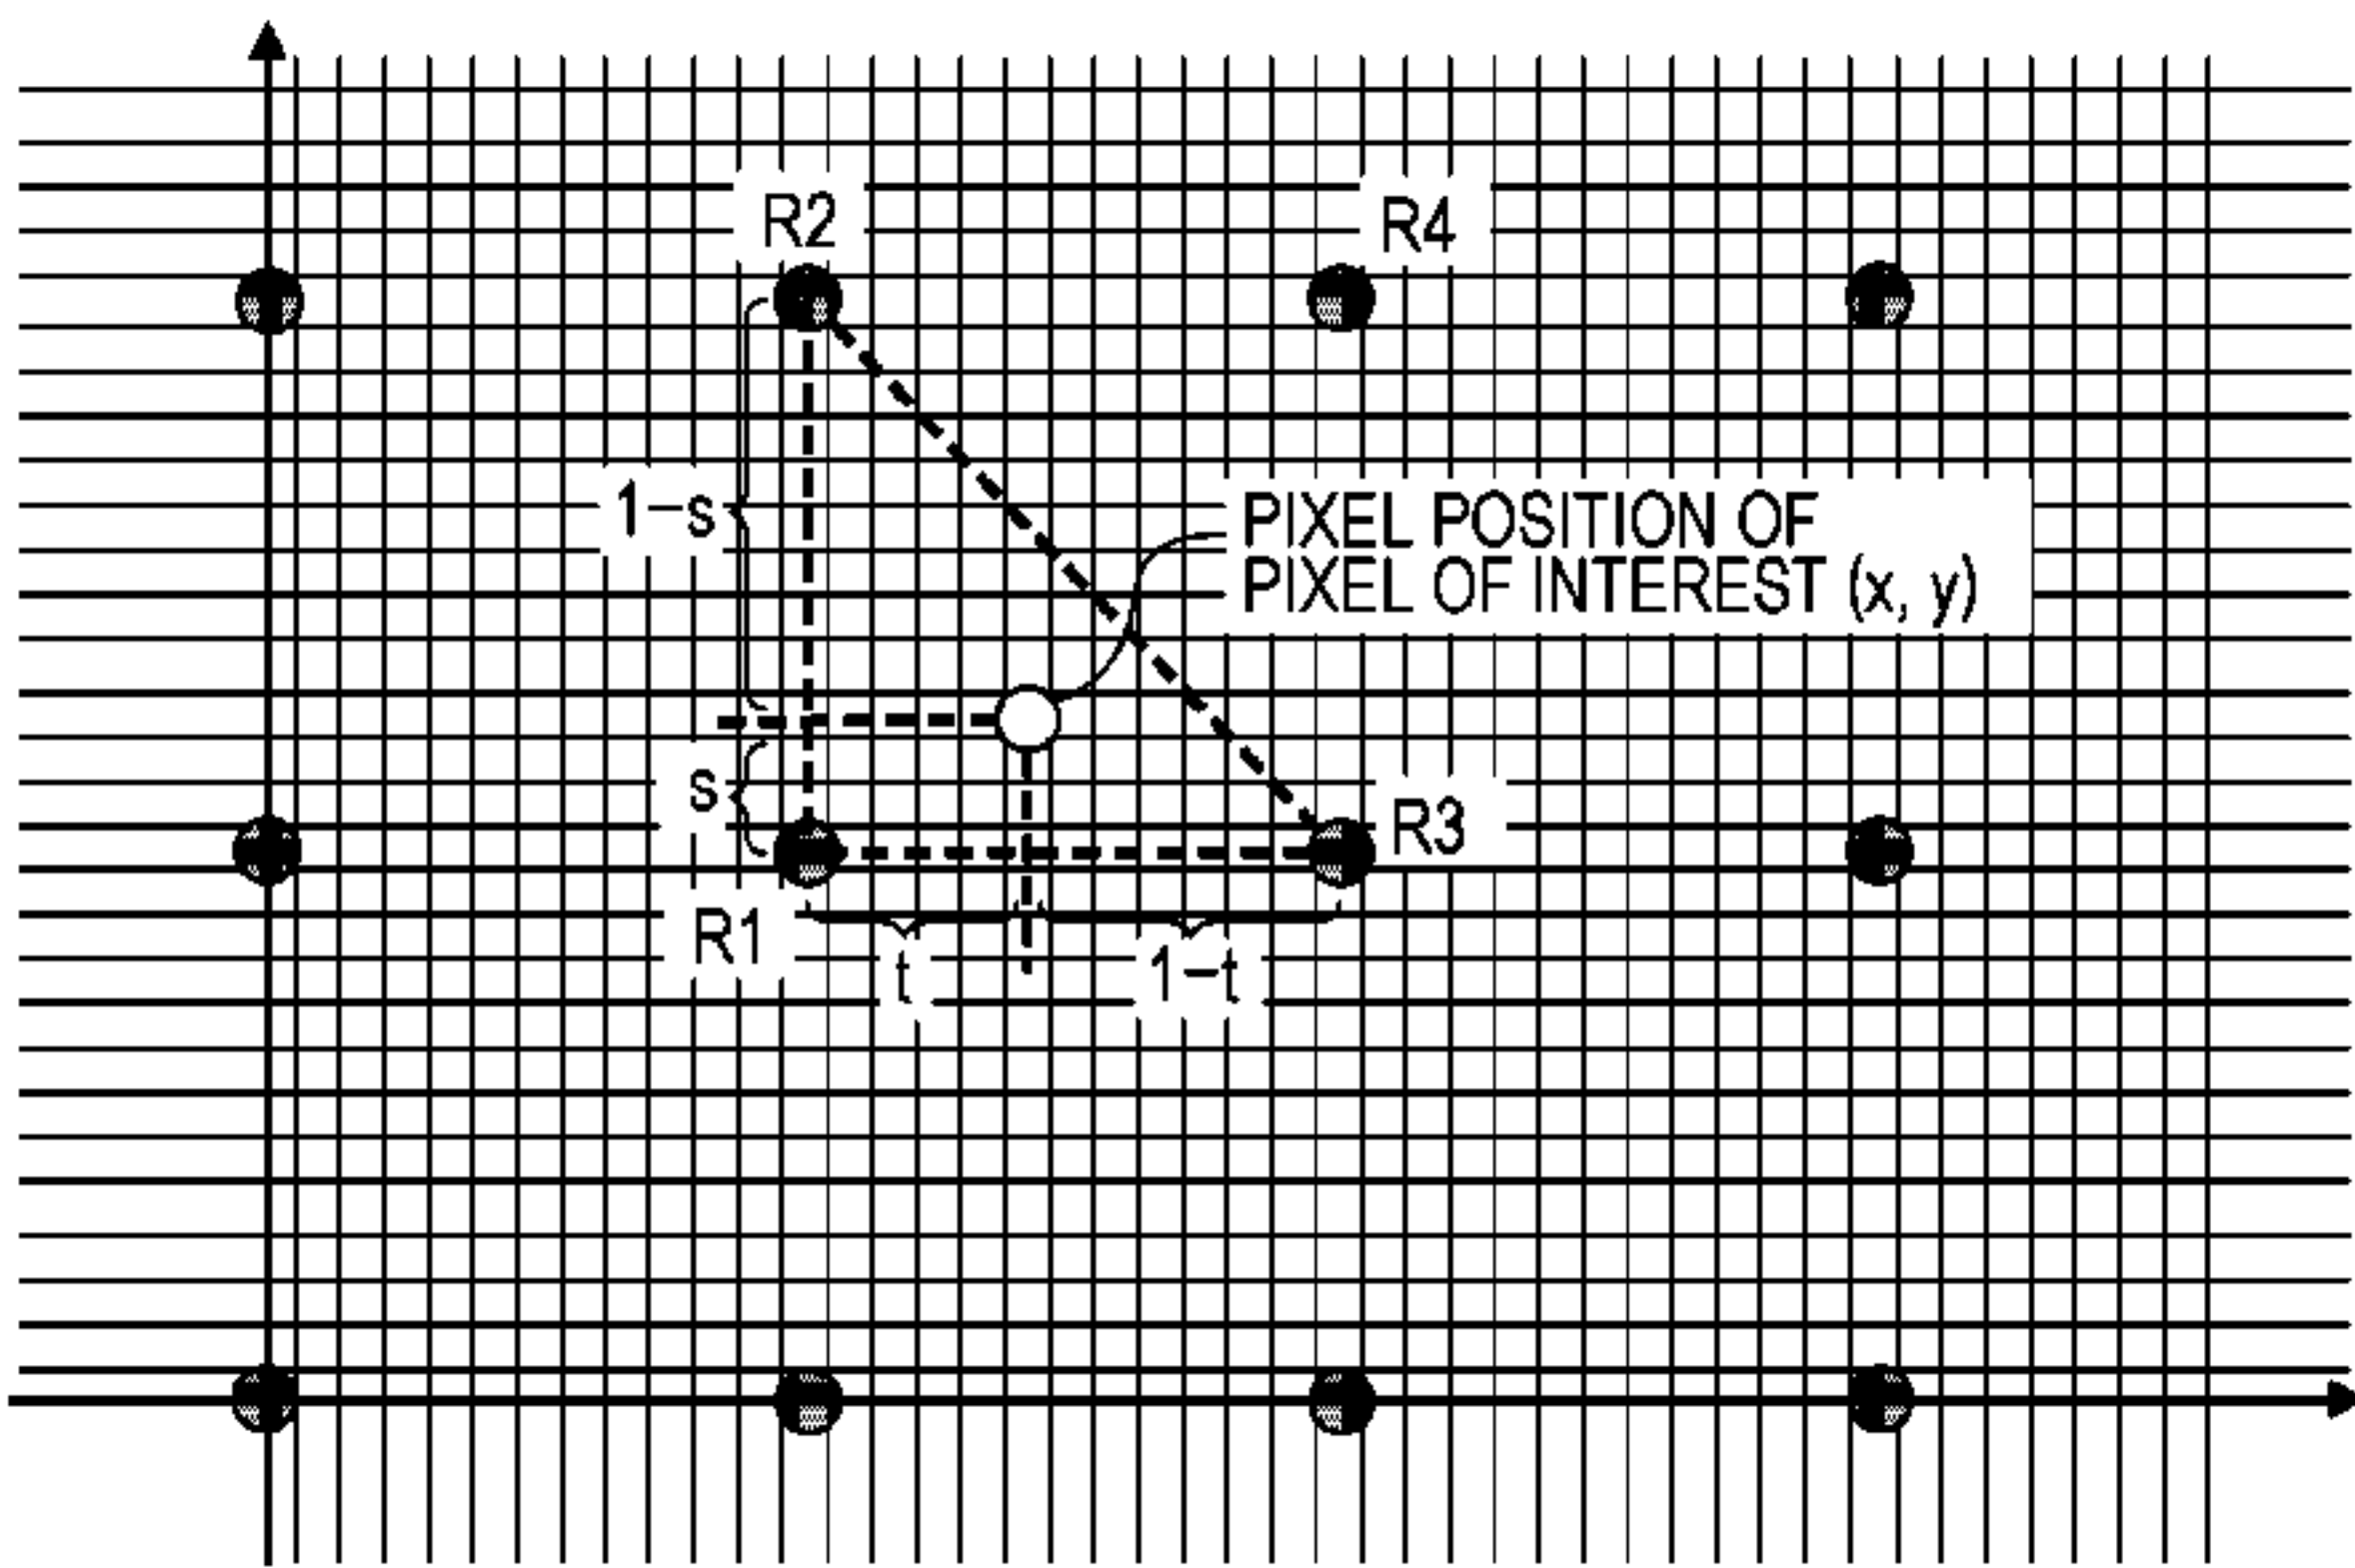 R2
R4
1-s
PIXEL POSITION OF
PIXEL OF INTEREST (x, y)
s
R3
R1
t
1-t